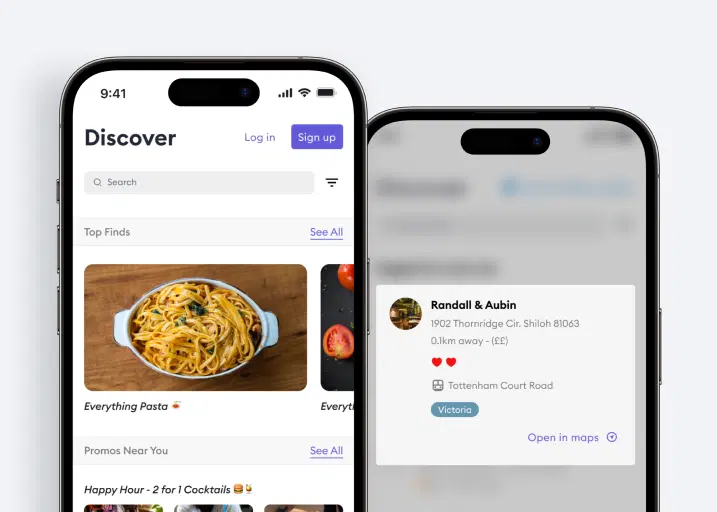 9:41
Discover
Log in
Sign up
Search
Top Finds
See All
Everything Pasta 🍝
Everyt
Promos Near You
See All
Happy Hour - 2 for 1 Cocktails 🍔🍹
Randall & Aubin
1902 Thornridge Cir. Shiloh 81063
0.1km away - (££)
Tottenham Court Road
Victoria
Open in maps